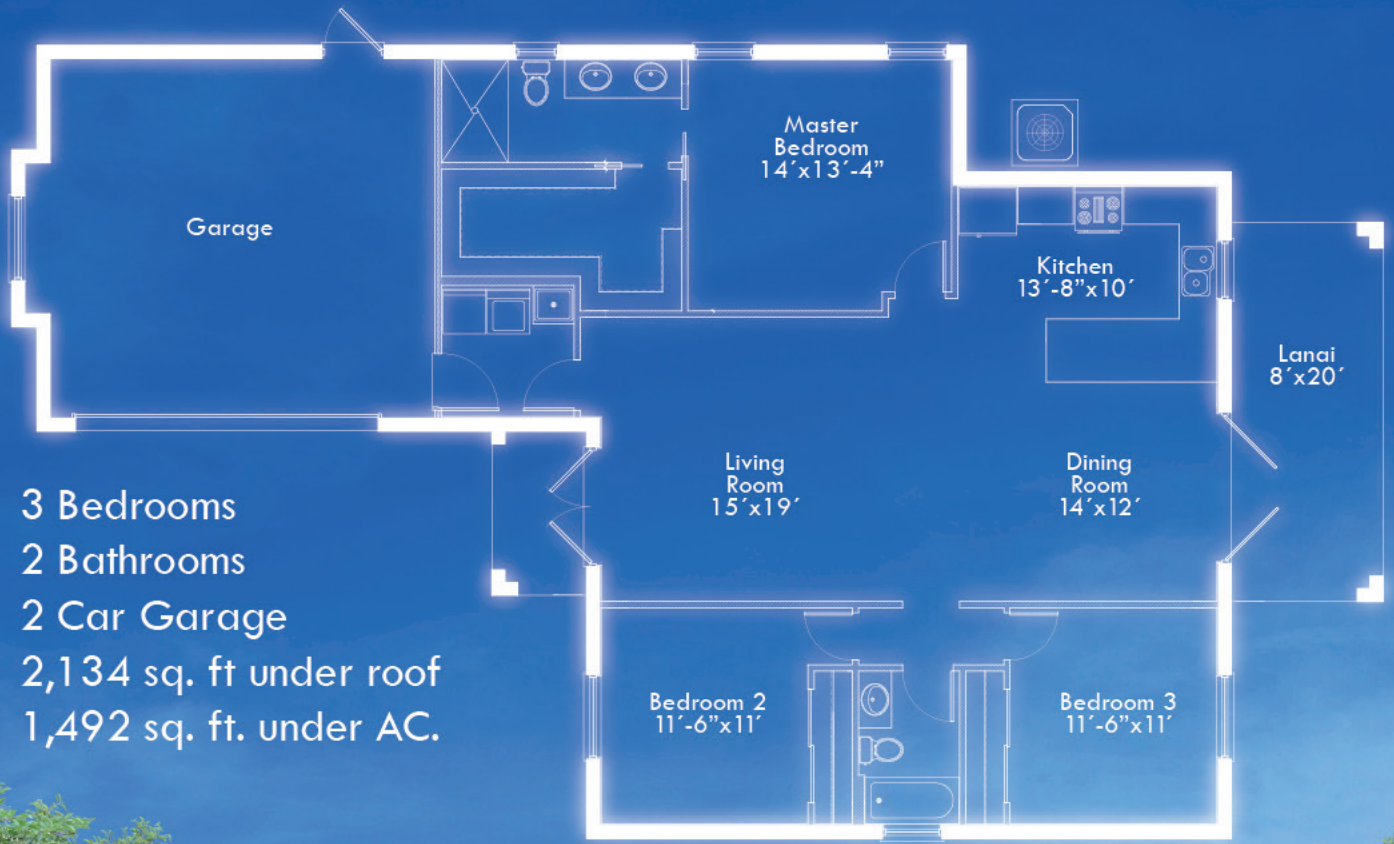 Master
Bedroom
14´x13´-4”
Garage
Kitchen
13´-8”x10´
Lanai
8´x20´
Living
Room
15´x19´
Dining
Room
14´x12´
3 Bedrooms
2 Bathrooms
2 Car Garage
2,134 sq. ft under roof
1,492 sq. ft. under AC.
Bedroom 2
11´-6”x11´
Bedroom 3
11´-6”x11´